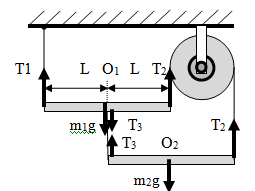 T1 L O₁ L T₂
m₁g T₃
T₃ O₂ T₂
m₂g